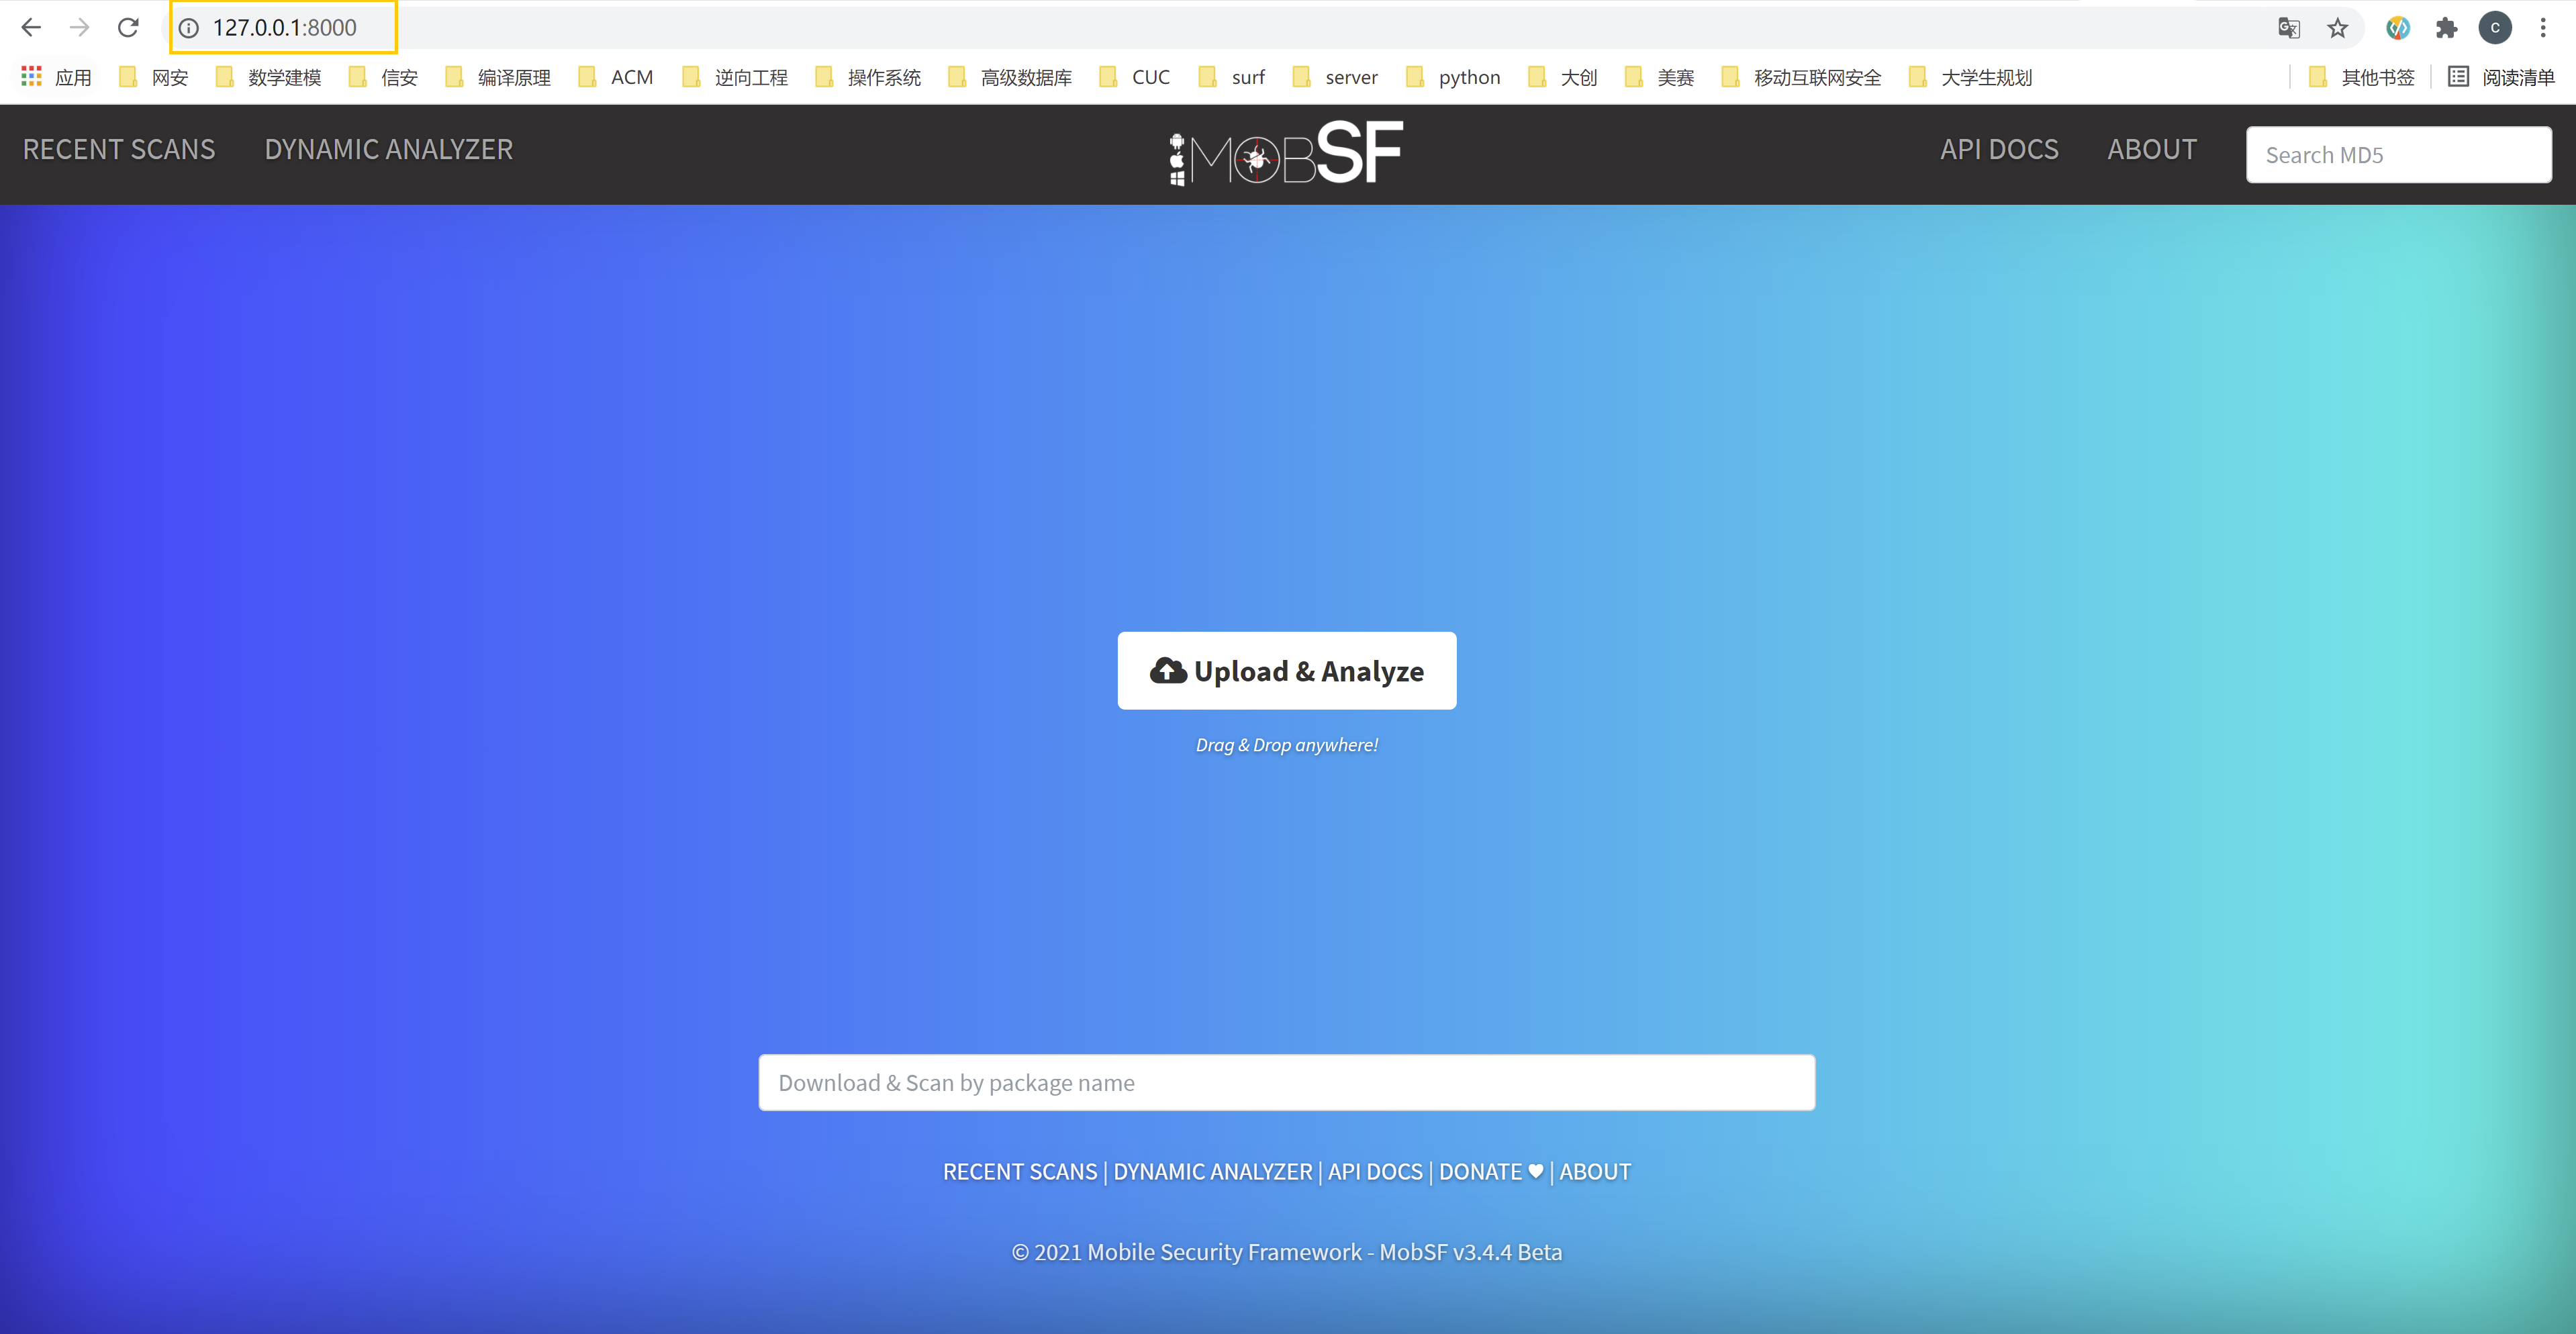 127.0.0.1:8000
应用 网安 数学建模 信安 编译原理 ACM 逆向工程 操作系统 高级数据库 CUC surf server python 大创 美赛 移动互联网安全 大学生规划 其他书签 阅读清单
RECENT SCANS DYNAMIC ANALYZER MOBSF API DOCS ABOUT Search MD5
Upload & Analyze
Drag & Drop anywhere!
Download & Scan by package name
RECENT SCANS | DYNAMIC ANALYZER | API DOCS | DONATE ♥ | ABOUT
© 2021 Mobile Security Framework - MobSF v3.4.4 Beta